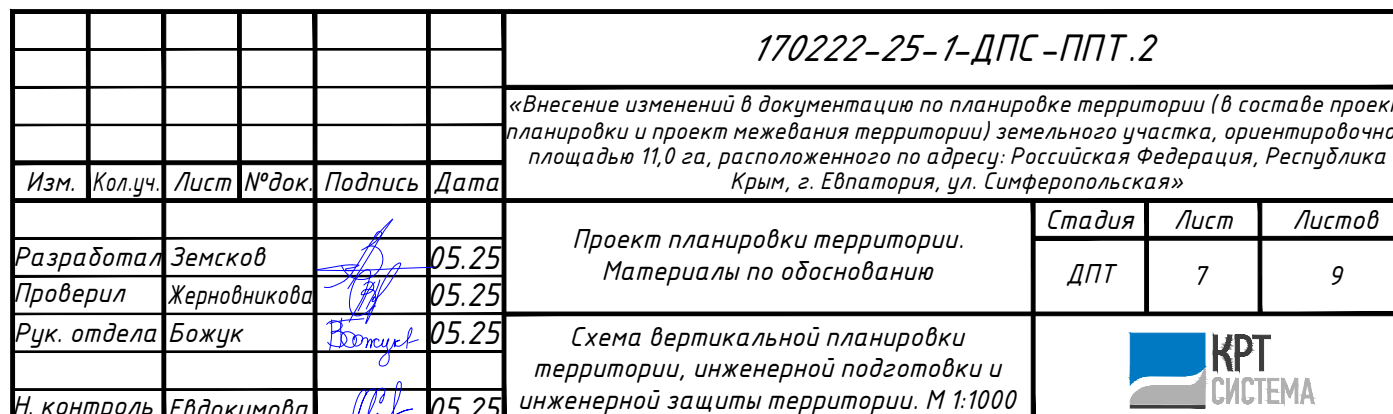 170222-25-1-ДПС-ППТ.2
«Внесение изменений в документацию по планировке территории (в составе проект
планировки и проект межевания территории) земельного участка, ориентировочно
площадью 11,0 га, расположенного по адресу: Российская Федерация, Республика
Крым, г. Евпатория, ул. Симферопольская»
Изм. Кол.уч. Лист №док. Подпись Дата
Проект планировки территории.
Материалы по обоснованию
Стадия Лист Листов
ДПТ 7 9
Разработал Земсков 05.25
Проверил Жерновникова 05.25
Рук. отдела Божук Божук 05.25
Н. контроль Евдокимова 05.25
Схема вертикальной планировки
территории, инженерной подготовки и
инженерной защиты территории. М 1:1000
КРТ
СИСТЕМА